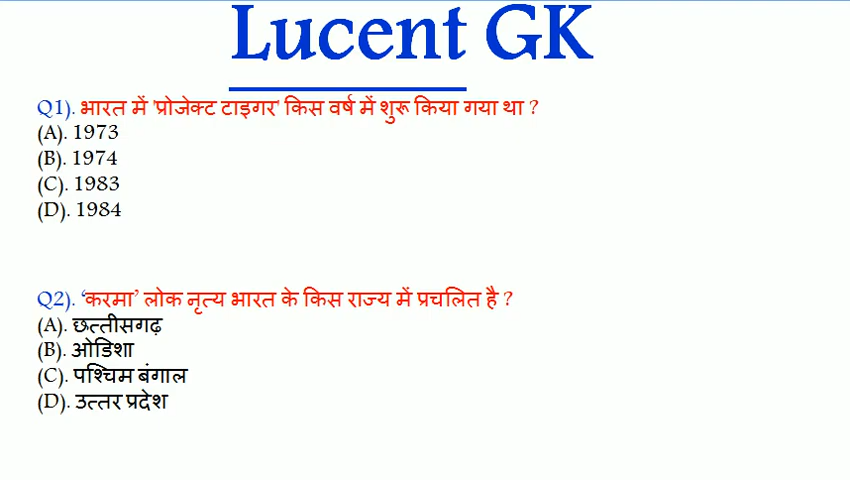 Lucent GK
Q1). भारत में 'प्रोजेक्ट टाइगर' किस वर्ष में शुरू किया गया था ?
(A). 1973
(B). 1974
(C). 1983
(D). 1984
Q2). ‘करमा’ लोक नृत्य भारत के किस राज्य में प्रचलित है ?
(A). छत्तीसगढ़
(B). ओडिशा
(C). पश्चिम बंगाल
(D). उत्तर प्रदेश